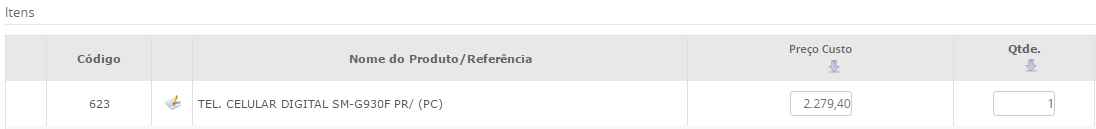 Itens
Código Nome do Produto/Referência Preço Custo Qtde.
623 TEL. CELULAR DIGITAL SM-G930F PR/ (PC) 2.279,40 1